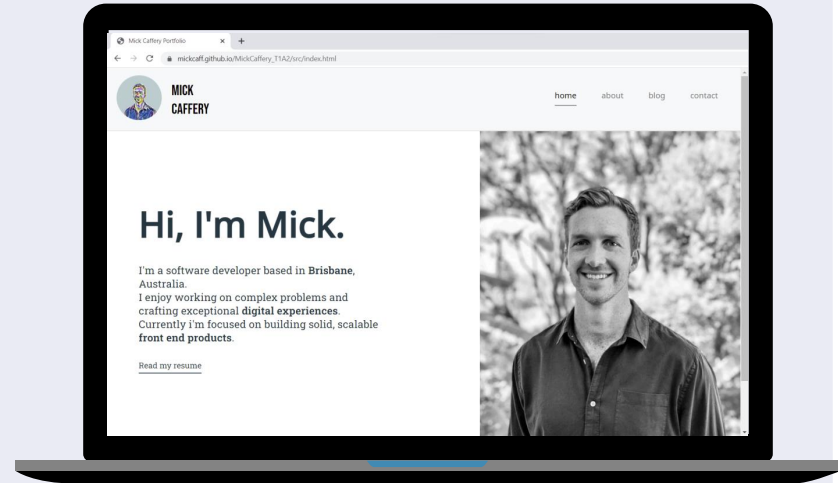 Mick Caffery Portfolio
mickcaff.github.io/MickCaffery_T1A2/src/index.html
MICK
CAFFERY
home about blog contact
Hi, I'm Mick.
I'm a software developer based in Brisbane,
Australia.
I enjoy working on complex problems and
crafting exceptional digital experiences.
Currently i'm focused on building solid, scalable
front end products.
Read my resume